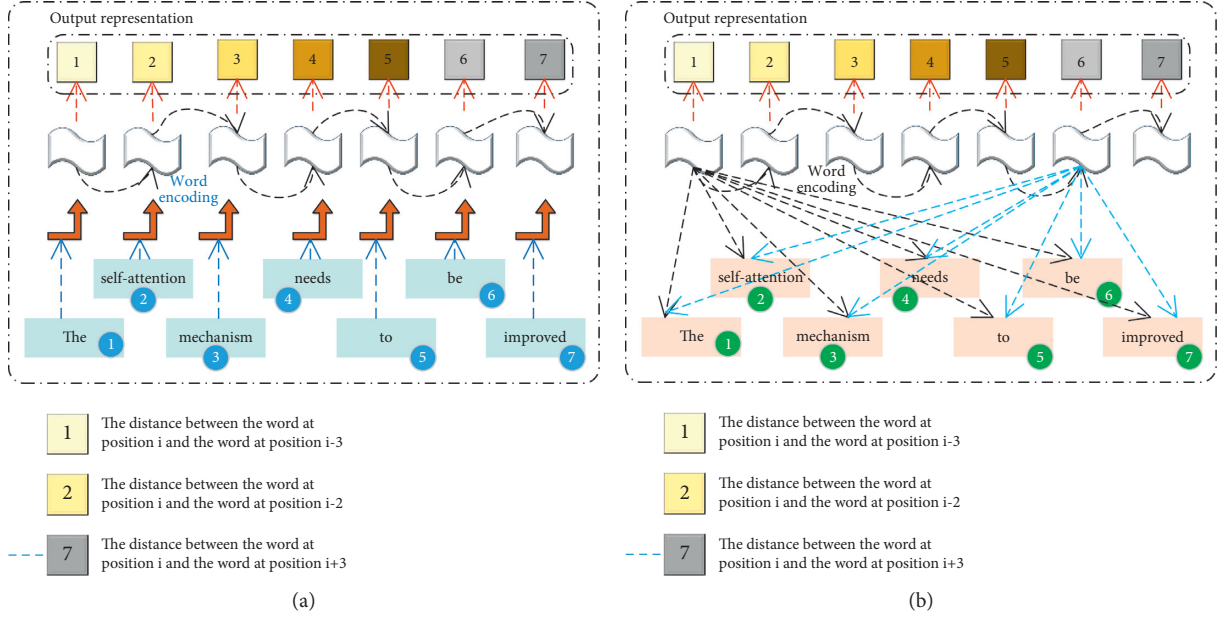 Output representation
1 2 3 4 5 6 7
Word
encoding
self-attention needs be
2 4 6
The mechanism to improved
1 3 5 7
1 The distance between the word at
position i and the word at position i-3
2 The distance between the word at
position i and the word at position i-2
7 The distance between the word at
position i and the word at position i+3
(a)
Output representation
1 2 3 4 5 6 7
Word
encoding
self-attention needs be
2 4 6
The mechanism to improved
1 3 5 7
1 The distance between the word at
position i and the word at position i-3
2 The distance between the word at
position i and the word at position i-2
7 The distance between the word at
position i and the word at position i+3
(b)